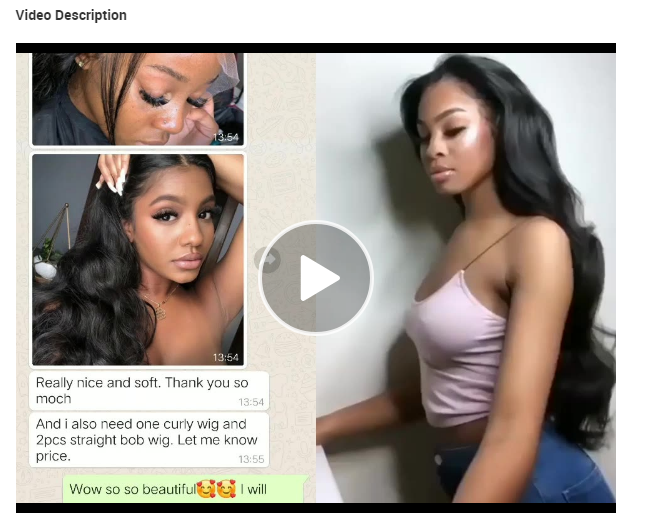 Video Description
13:54
13:54
Really nice and soft. Thank you so
moch
13:54
And i also need one curly wig and
2pcs straight bob wig. Let me know
price.
13:55
Wow so so beautiful🥰🥰 I will